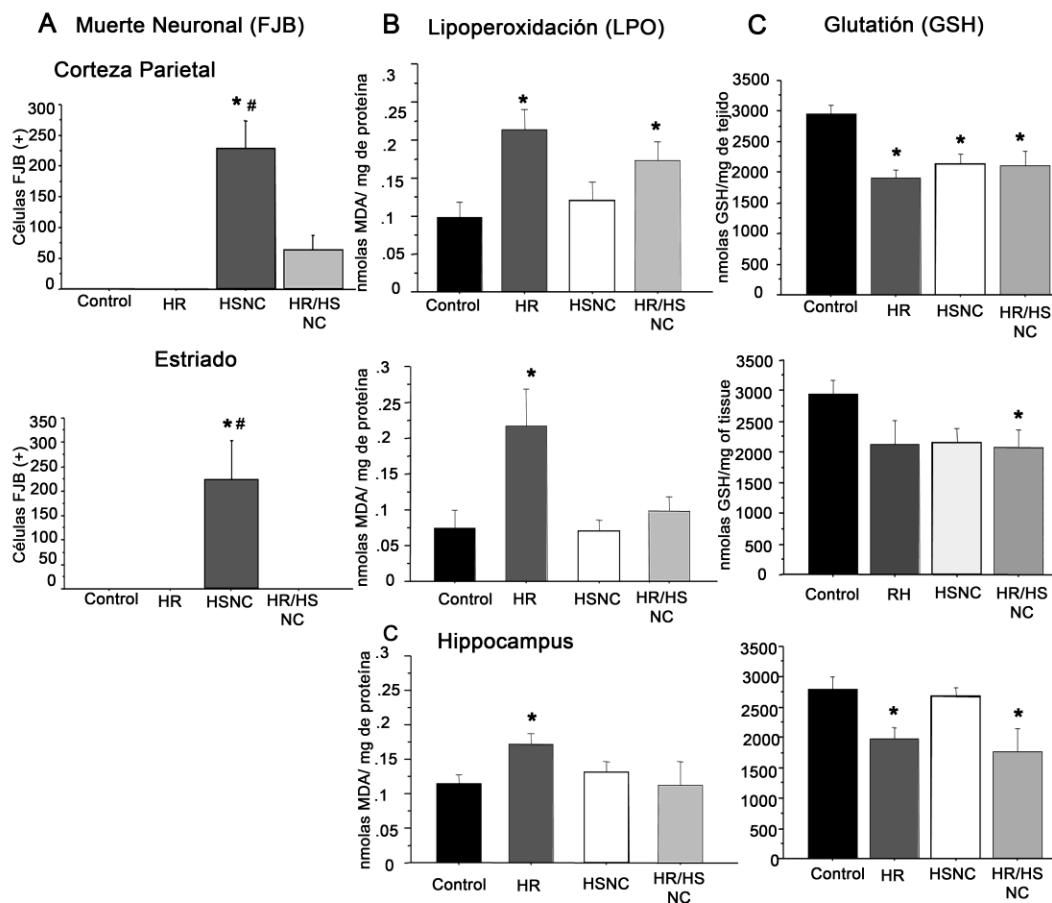 A Muerte Neuronal (FJB)
B Lipoperoxidación (LPO)
C Glutatión (GSH)
Corteza Parietal
Células FJB (+)
300
250
200
150
100
50
0
* #
Control HR HSNC HR/HS
NC
nmolas MDA/ mg de proteína
.3
.25
.2
.15
.1
.05
0
*
*
Control HR HSNC HR/HS
NC
nmolas GSH/mg de tejido
3500
3000
2500
2000
1500
1000
500
0
*
*
*
Control HR HSNC HR/HS
NC
Estriado
Células FJB (+)
350
300
250
200
150
100
50
0
*#
Control HR HSNC HR/HS
NC
nmolas MDA/ mg de proteína
.3
.25
.2
.15
.1
.05
0
*
Control HR HSNC HR/HS
NC
nmolas GSH/mg of tissue
3500
3000
2500
2000
1500
1000
500
0
*
Control RH HSNC HR/HS
NC
C Hippocampus
nmolas MDA/ mg de proteína
.3
.25
.2
.15
.1
.05
0
*
Control HR HSNC HR/HS
NC
3500
3000
2500
2000
1500
1000
500
0
*
*
Control HR HSNC HR/HS
NC